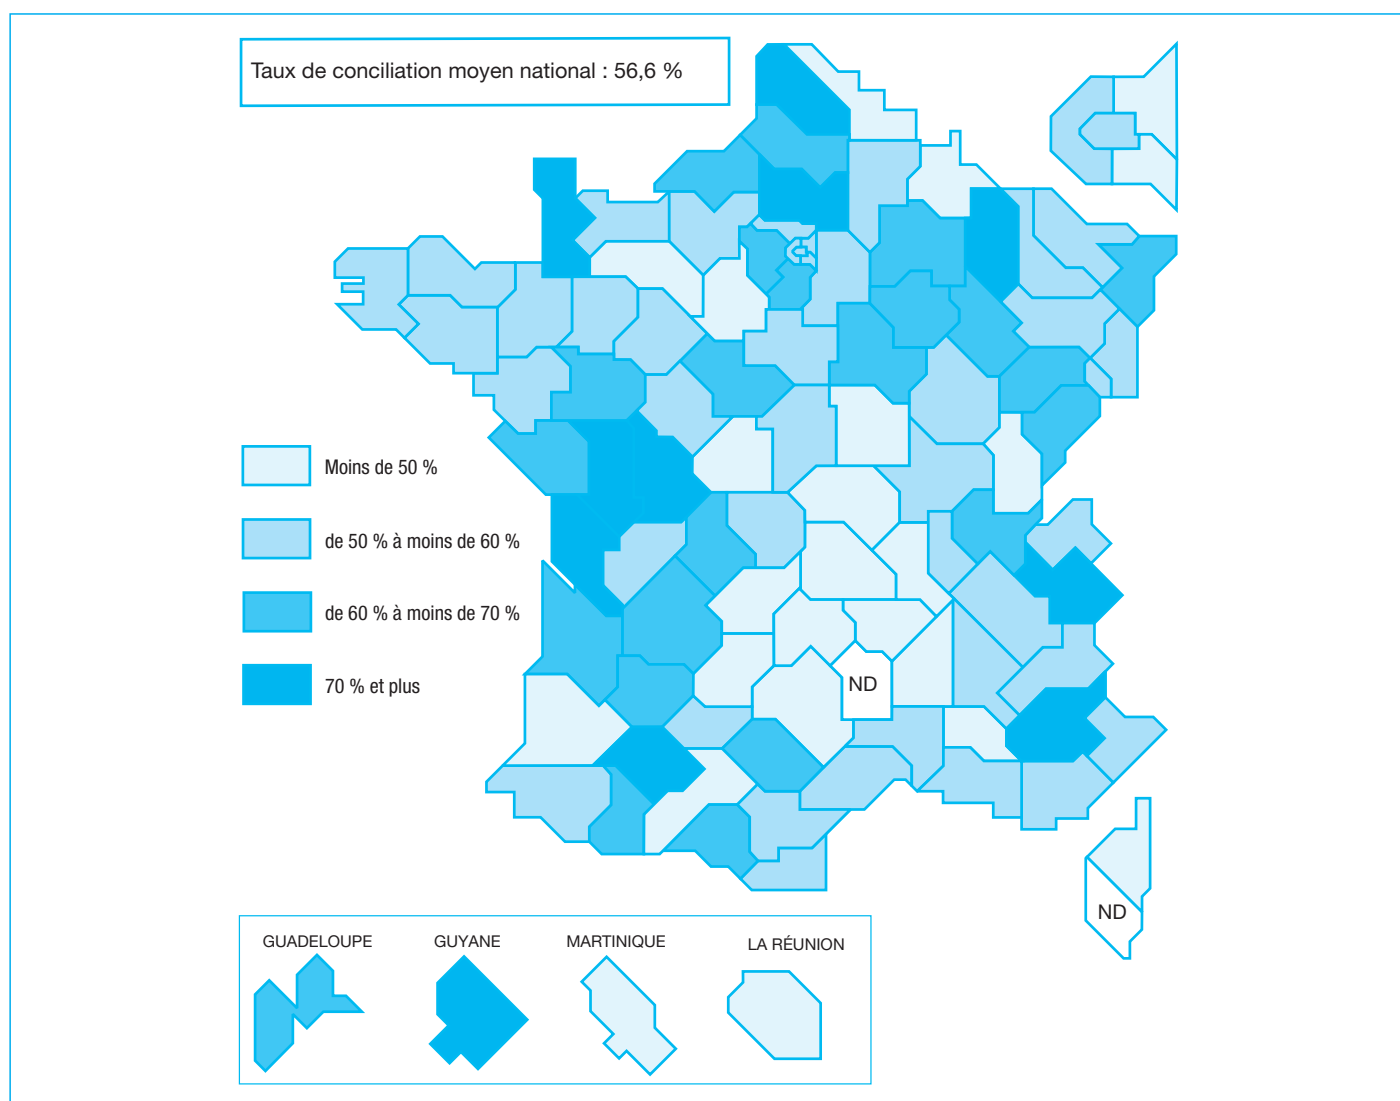 Taux de conciliation moyen national : 56,6 %
Moins de 50 %
de 50 % à moins de 60 %
de 60 % à moins de 70 %
70 % et plus
ND
ND
GUADELOUPE
GUYANE
MARTINIQUE
LA RÉUNION